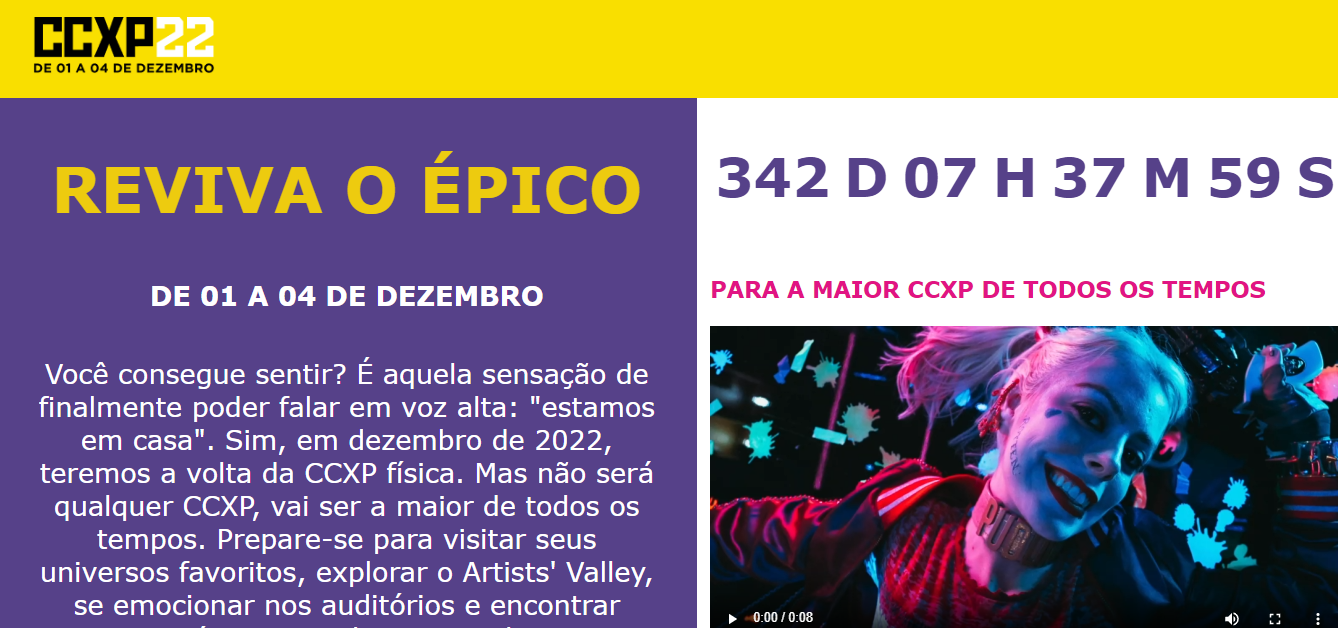 CCXP22
DE 01 A 04 DE DEZEMBRO
REVIVA O ÉPICO
DE 01 A 04 DE DEZEMBRO
Você consegue sentir? É aquela sensação de
finalmente poder falar em voz alta: "estamos
em casa". Sim, em dezembro de 2022,
teremos a volta da CCXP física. Mas não será
qualquer CCXP, vai ser a maior de todos os
tempos. Prepare-se para visitar seus
universos favoritos, explorar o Artists' Valley,
se emocionar nos auditórios e encontrar
342 D 07 H 37 M 59 S
PARA A MAIOR CCXP DE TODOS OS TEMPOS
0:00 / 0:08